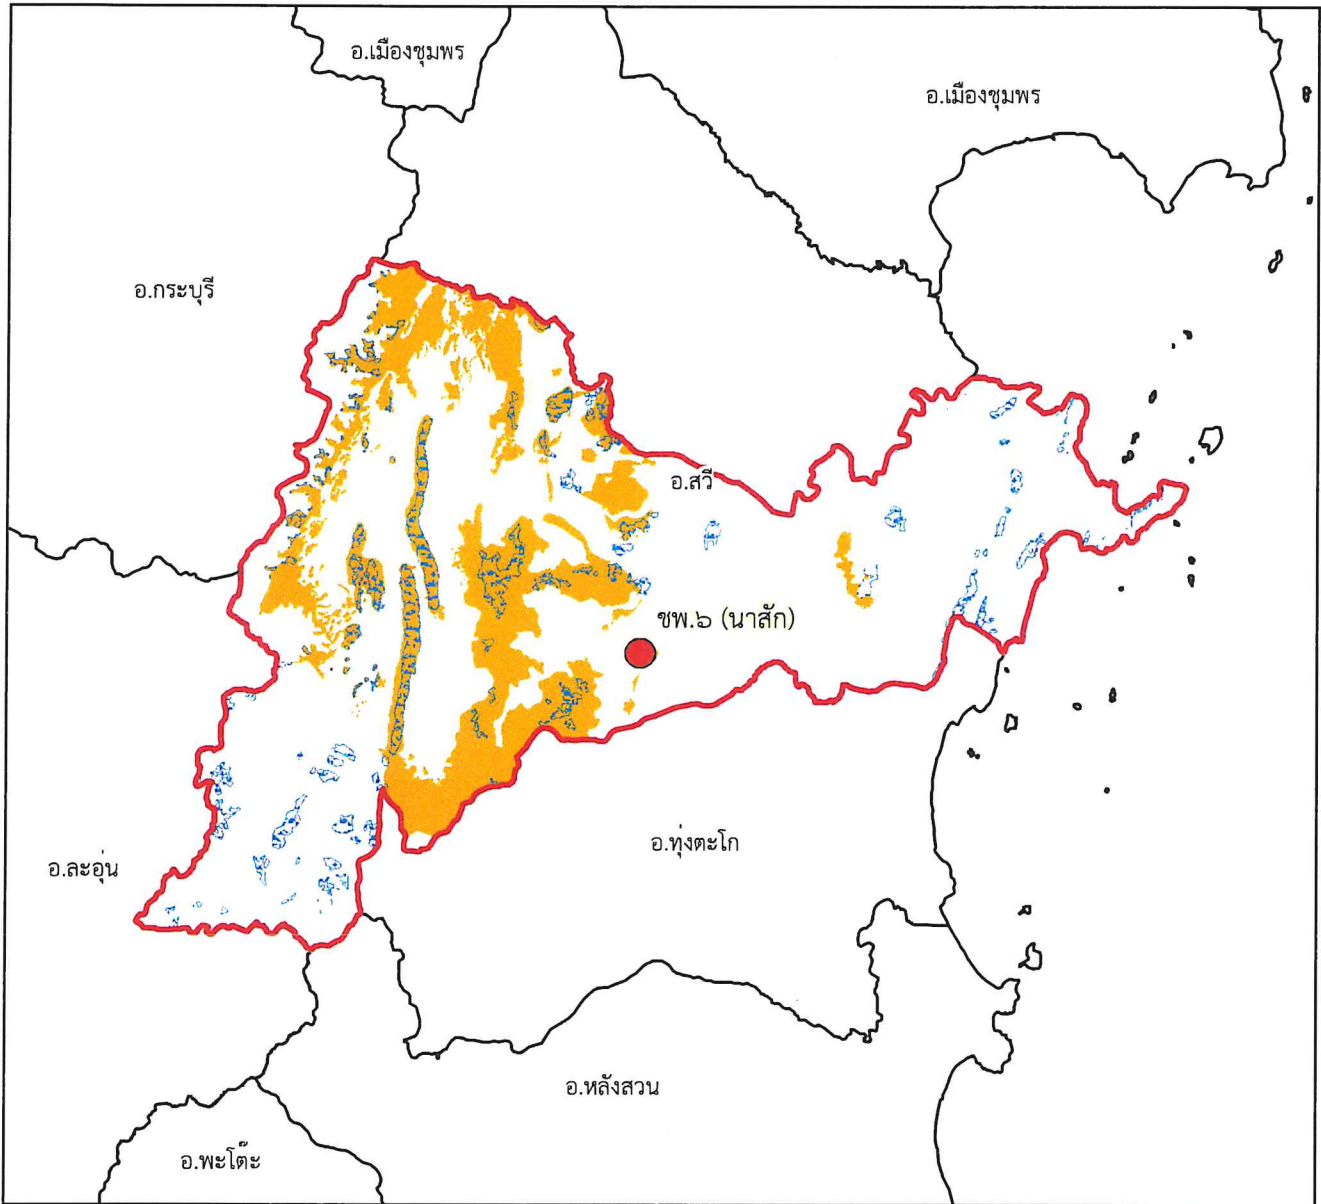 อ.เมืองชุมพร
อ.เมืองชุมพร
อ.กระบุรี
อ.สวี
ชพ.๖ (นาสัก)
อ.ทุ่งตะโก
อ.ละอุ่น
อ.หลังสวน
อ.พะโต๊ะ